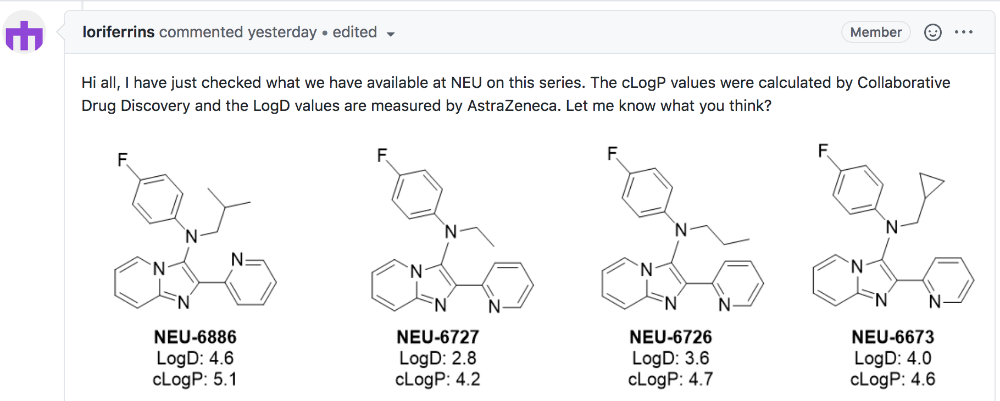 loriferrins commented yesterday • edited
Member
Hi all, I have just checked what we have available at NEU on this series. The cLogP values were calculated by Collaborative
Drug Discovery and the LogD values are measured by AstraZeneca. Let me know what you think?
F
N
N
N
N
NEU-6886
LogD: 4.6
cLogP: 5.1
F
N
N
N
N
NEU-6727
LogD: 2.8
cLogP: 4.2
F
N
N
N
N
NEU-6726
LogD: 3.6
cLogP: 4.7
F
N
N
N
N
NEU-6673
LogD: 4.0
cLogP: 4.6